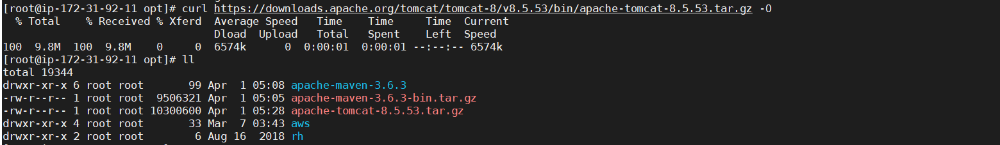 [root@ip-172-31-92-11 opt]# curl https://downloads.apache.org/tomcat/tomcat-8/v8.5.53/bin/apache-tomcat-8.5.53.tar.gz -O
  % Total    % Received % Xferd  Average Speed   Time    Time     Time  Current
                                 Dload  Upload   Total   Spent    Left  Speed
100  9.8M  100  9.8M    0     0  6574k      0  0:00:01  0:00:01 --:--:-- 6574k
[root@ip-172-31-92-11 opt]# ll
total 19344
drwxr-xr-x 6 root root       99 Apr  1 05:08 apache-maven-3.6.3
-rw-r--r-- 1 root root  9506321 Apr  1 05:05 apache-maven-3.6.3-bin.tar.gz
-rw-r--r-- 1 root root 10300600 Apr  1 05:28 apache-tomcat-8.5.53.tar.gz
drwxr-xr-x 4 root root       33 Mar  7 03:43 aws
drwxr-xr-x 2 root root        6 Aug 16  2018 rh